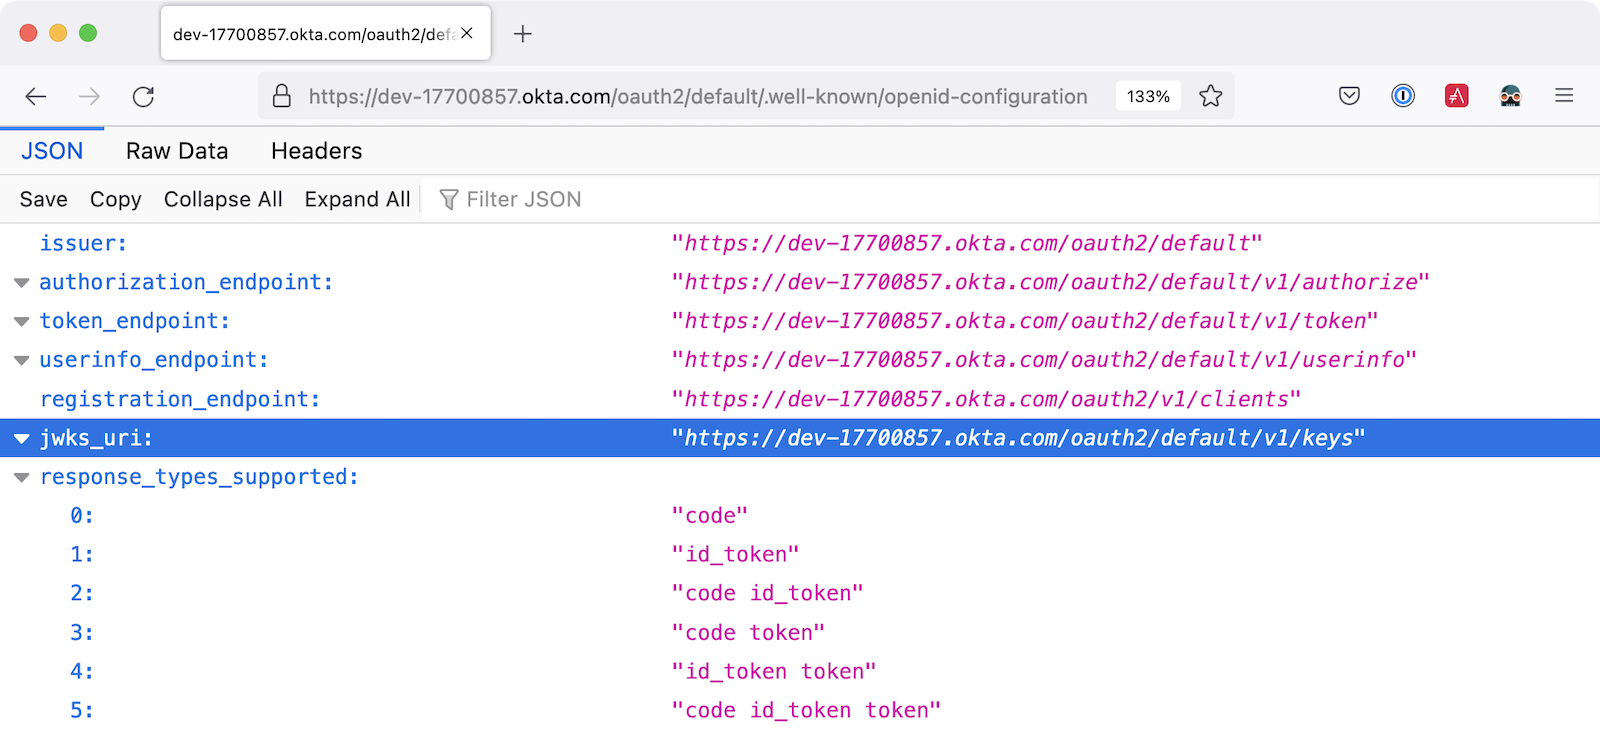 dev-17700857.okta.com/oauth2/defa
https://dev-17700857.okta.com/oauth2/default/.well-known/openid-configuration 133%
JSON Raw Data Headers
Save Copy Collapse All Expand All Filter JSON
issuer: "https://dev-17700857.okta.com/oauth2/default"
authorization_endpoint: "https://dev-17700857.okta.com/oauth2/default/v1/authorize"
token_endpoint: "https://dev-17700857.okta.com/oauth2/default/v1/token"
userinfo_endpoint: "https://dev-17700857.okta.com/oauth2/default/v1/userinfo"
registration_endpoint: "https://dev-17700857.okta.com/oauth2/v1/clients"
jwks_uri: "https://dev-17700857.okta.com/oauth2/default/v1/keys"
response_types_supported:
0: "code"
1: "id_token"
2: "code id_token"
3: "code token"
4: "id_token token"
5: "code id_token token"